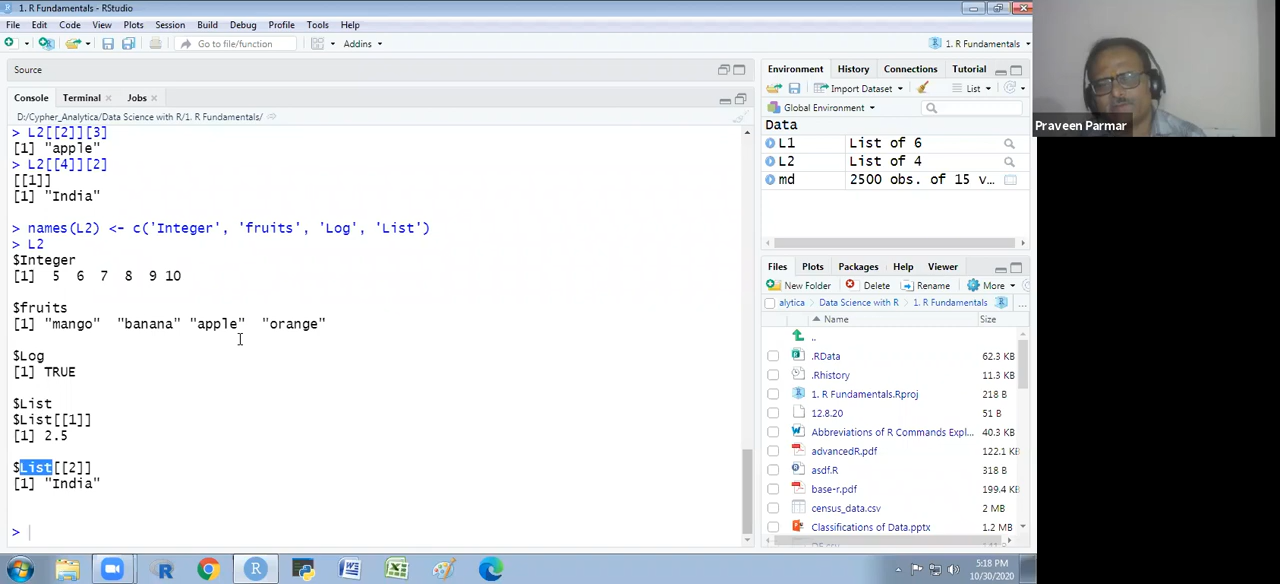 1. R Fundamentals - RStudio
File Edit Code View Plots Session Build Debug Profile Tools Help
Go to file/function Addins 1. R Fundamentals
Source
Console Terminal Jobs
D:/Cypher_Analytica/Data Science with R/1. R Fundamentals/
> L2[[2]][3]
[1] "apple"
> L2[[4]][2]
[[1]]
[1] "India"
> names(L2) <- c('Integer', 'fruits', 'Log', 'List')
> L2
$Integer
[1]  5  6  7  8  9 10
$fruits
[1] "mango"  "banana" "apple"  "orange"
$Log
[1] TRUE
$List
$List[[1]]
[1] 2.5
$List[[2]]
[1] "India"
>
Environment History Connections Tutorial
Import Dataset List
Global Environment
Data
L1 List of 6
L2 List of 4
md 2500 obs. of 15 v…
Files Plots Packages Help Viewer
New Folder Delete Rename More
alytica Data Science with R 1. R Fundamentals ...
Name Size
..
.RData 62.3 KB
.Rhistory 11.3 KB
1. R Fundamentals.Rproj 218 B
12.8.20 51 B
Abbreviations of R Commands Expl... 40.3 KB
advancedR.pdf 122.1 KB
asdf.R 318 B
base-r.pdf 199.4 KB
census_data.csv 2 MB
Classifications of Data.pptx 1.2 MB
Praveen Parmar
5:18 PM
10/30/2020